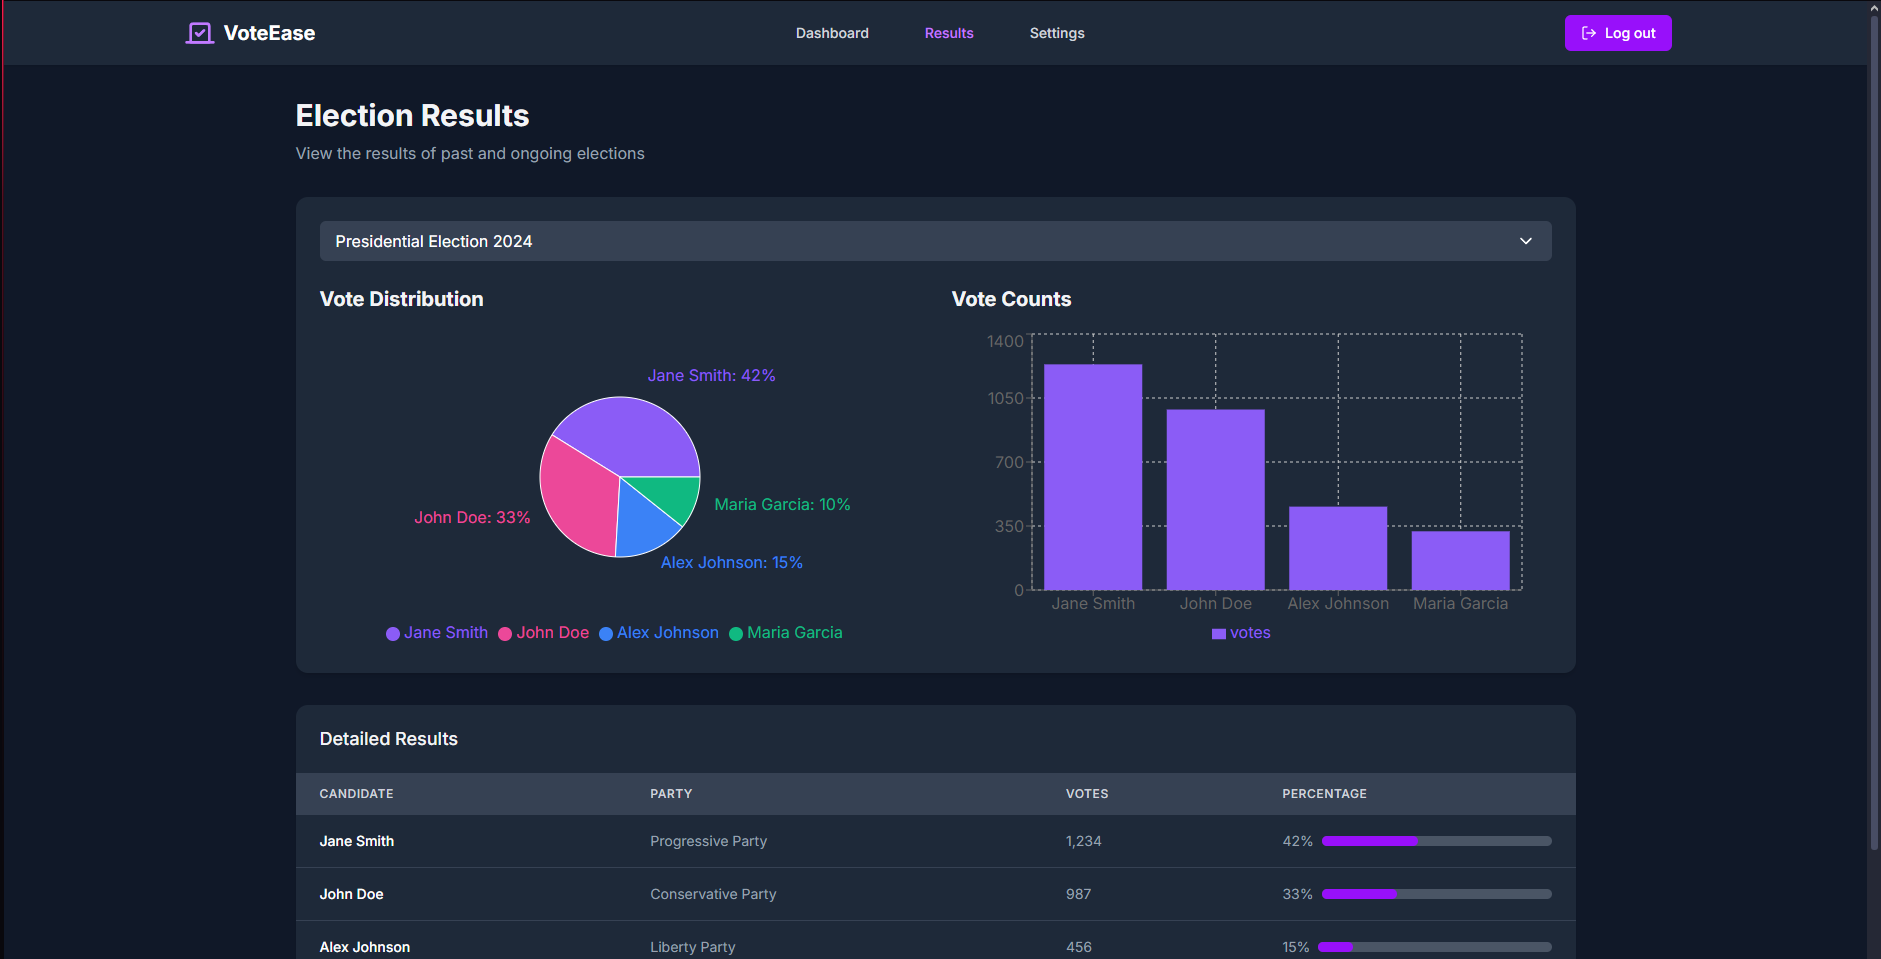 VoteEase
Dashboard
Results
Settings
Log out
Election Results
View the results of past and ongoing elections
Presidential Election 2024
Vote Distribution
Jane Smith: 42%
John Doe: 33%
Maria Garcia: 10%
Alex Johnson: 15%
Jane Smith John Doe Alex Johnson Maria Garcia
Vote Counts
1400
1050
700
350
0
Jane Smith John Doe Alex Johnson Maria Garcia
votes
Detailed Results
CANDIDATE PARTY VOTES PERCENTAGE
Jane Smith Progressive Party 1,234 42%
John Doe Conservative Party 987 33%
Alex Johnson Liberty Party 456 15%